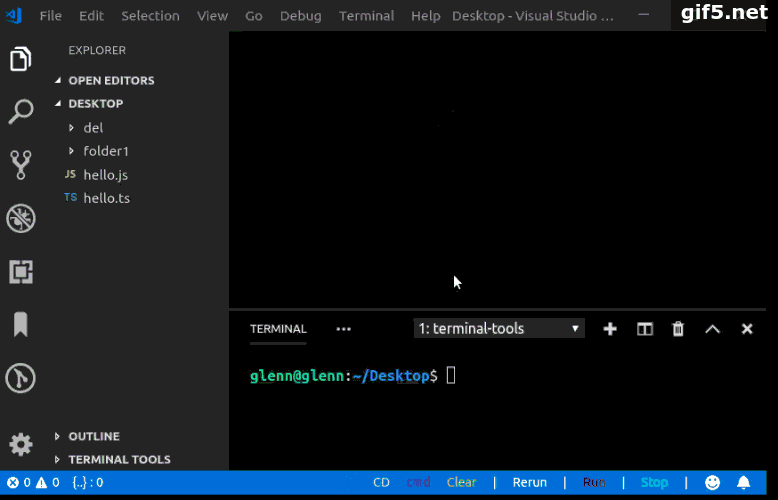 File Edit Selection View Go Debug Terminal Help Desktop - Visual Studio ...
gif5.net
EXPLORER
OPEN EDITORS
DESKTOP
del
folder1
JS hello.js
TS hello.ts
TERMINAL ... 1: terminal-tools
glenn@glenn:~/Desktop$
OUTLINE
TERMINAL TOOLS
0 0 {..} : 0 CD cmd Clear | Rerun | Run | Stop |